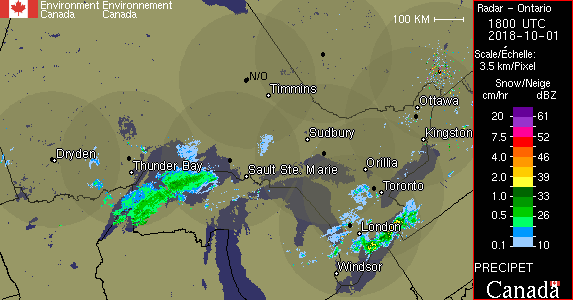 Environment Environnement
Canada Canada
100 KM
N/O
Timmins
Ottawa
Sudbury
Kingston
Dryden
Thunder Bay
Sault Ste. Marie
Orillia
Toronto
London
Windsor
Radar - Ontario
1800 UTC
2018-10-01
Scale/Échelle:
3.5 km/Pixel
Snow/Neige
cm/hr dBZ
20 61
7.5 57
5.2 52
4.0 46
2.0 39
1.0 33
0.5 26
0.1 10
PRECIPET
Canada